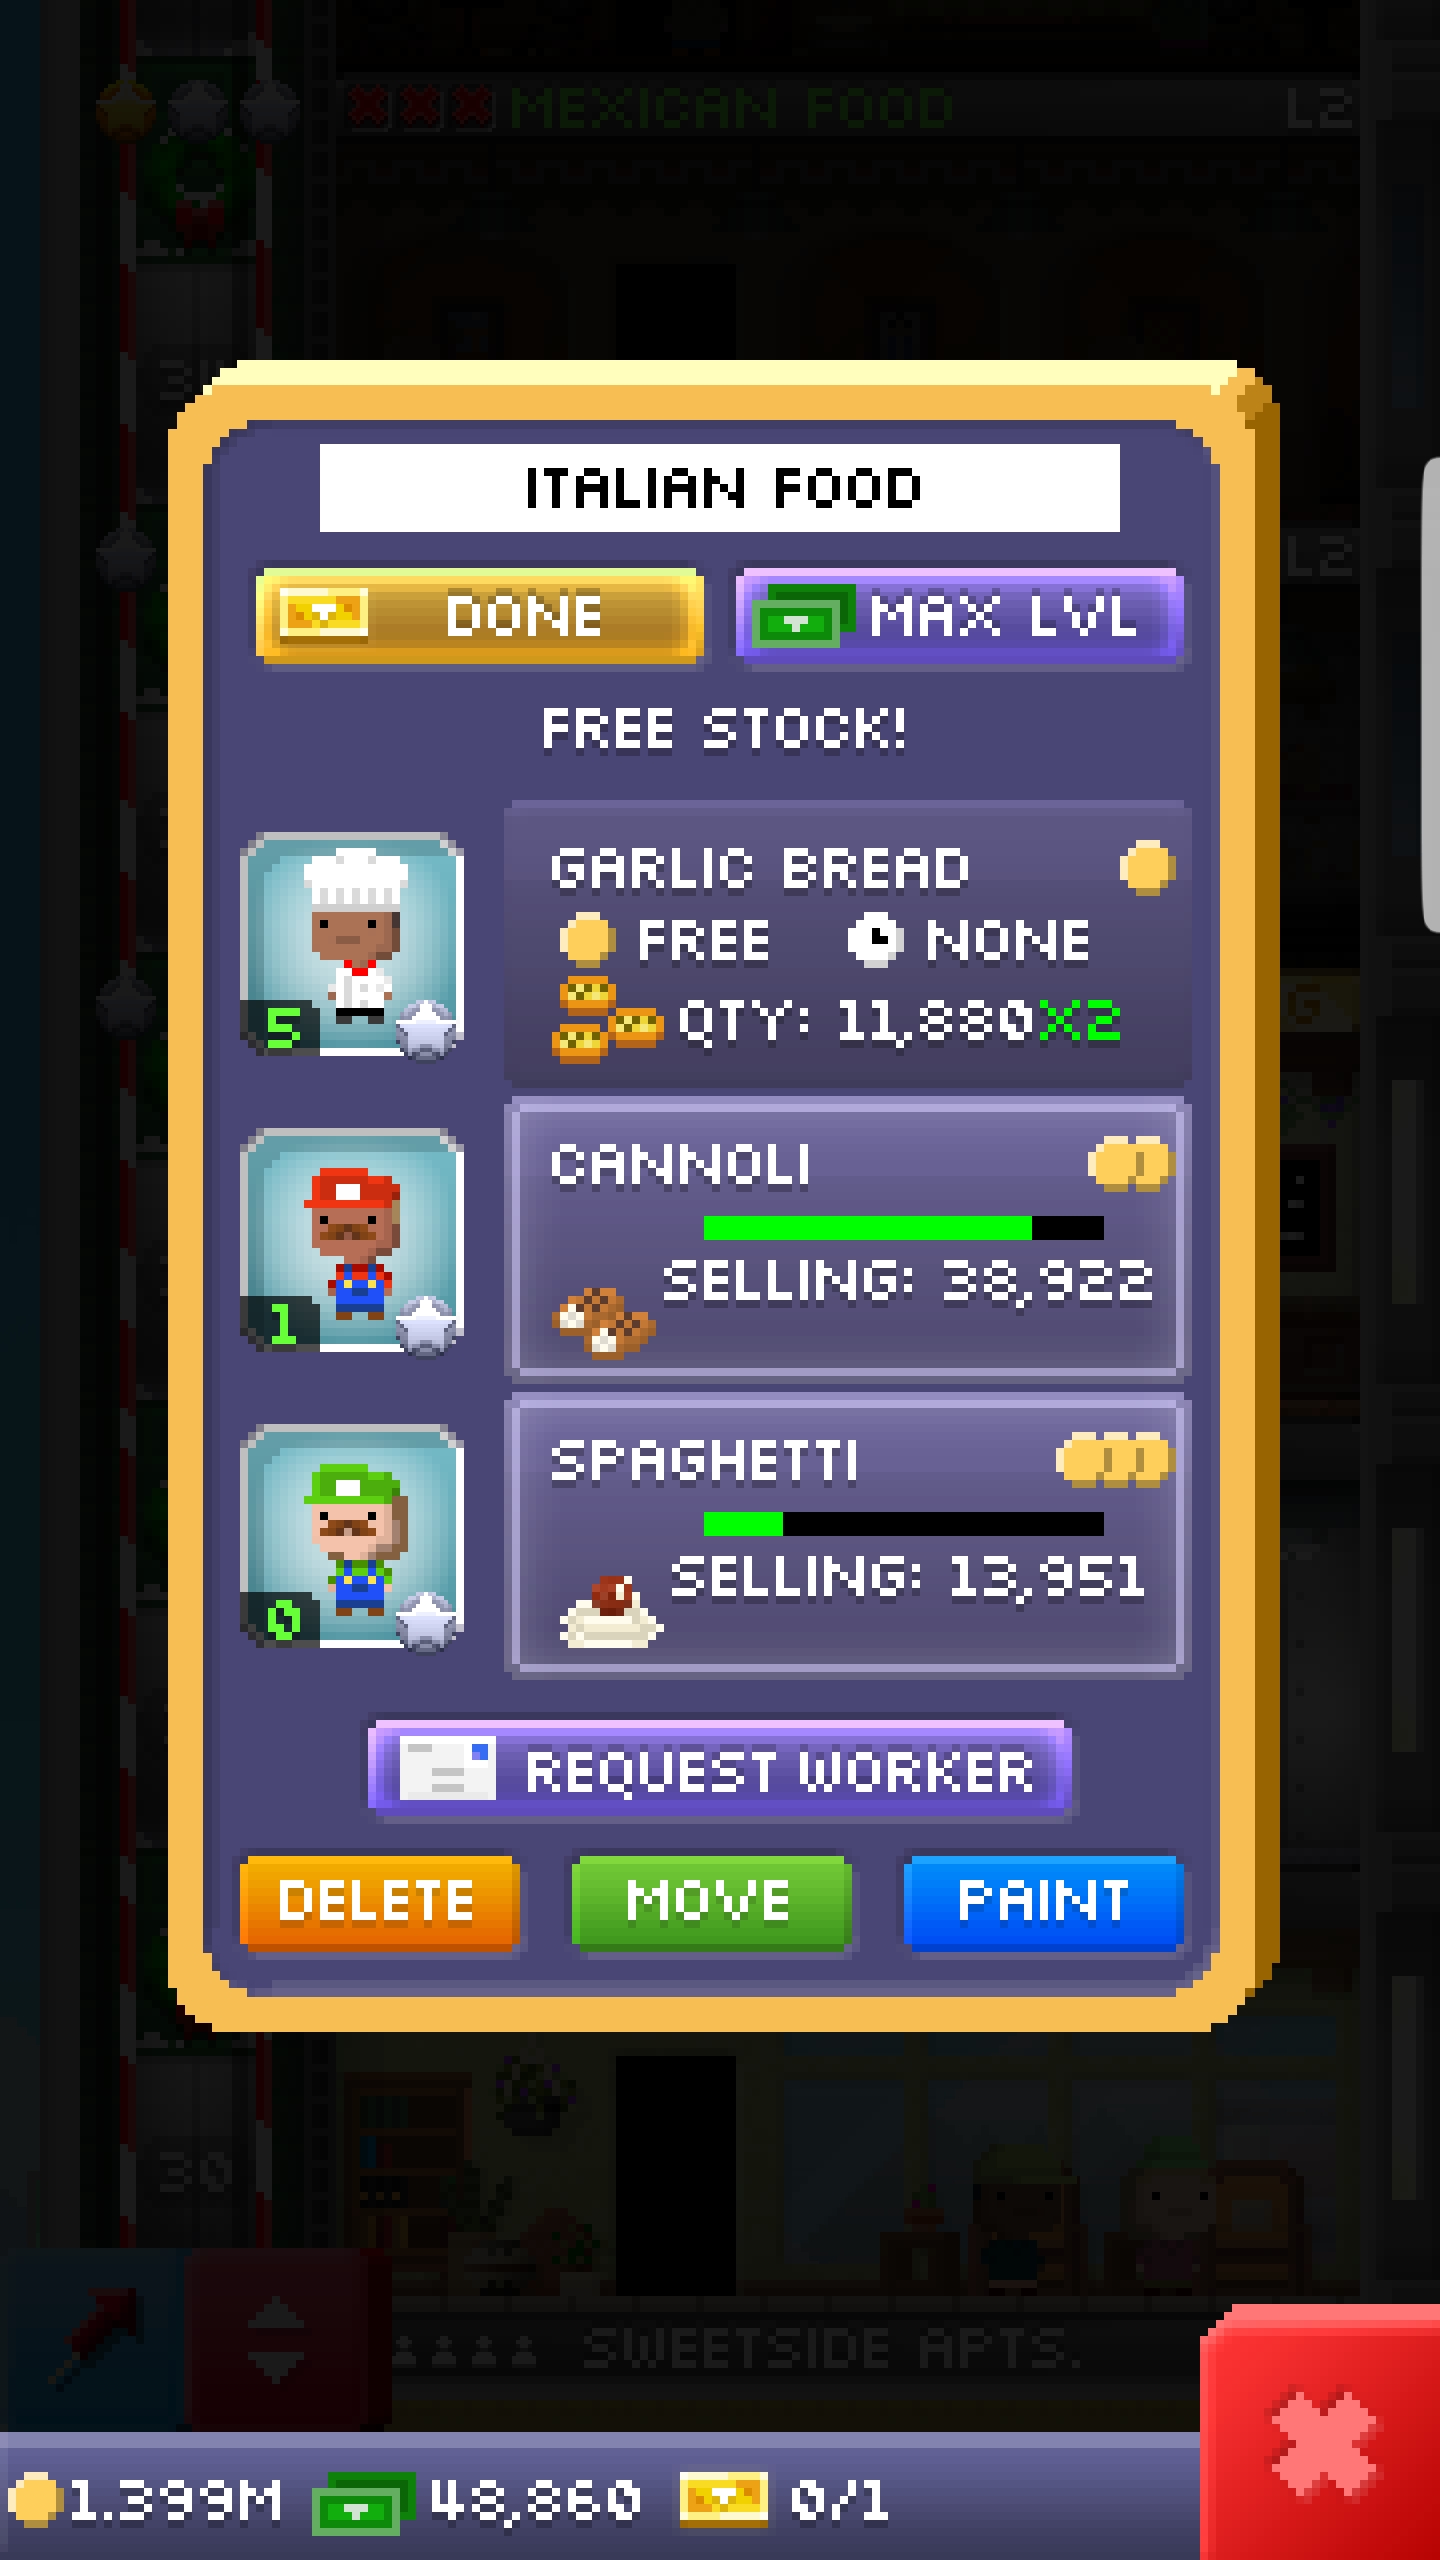 MEXICAN FOOD L2
ITALIAN FOOD
L2
DONE MAX LVL
FREE STOCK!
GARLIC BREAD
FREE NONE
5 QTY: 11,880X2
CANNOLI
SELLING: 38,922
1
SPAGHETTI
SELLING: 13,951
0
REQUEST WORKER
DELETE MOVE PAINT
30
SWEETSIDE APTS.
1.399M 48,860 0/1